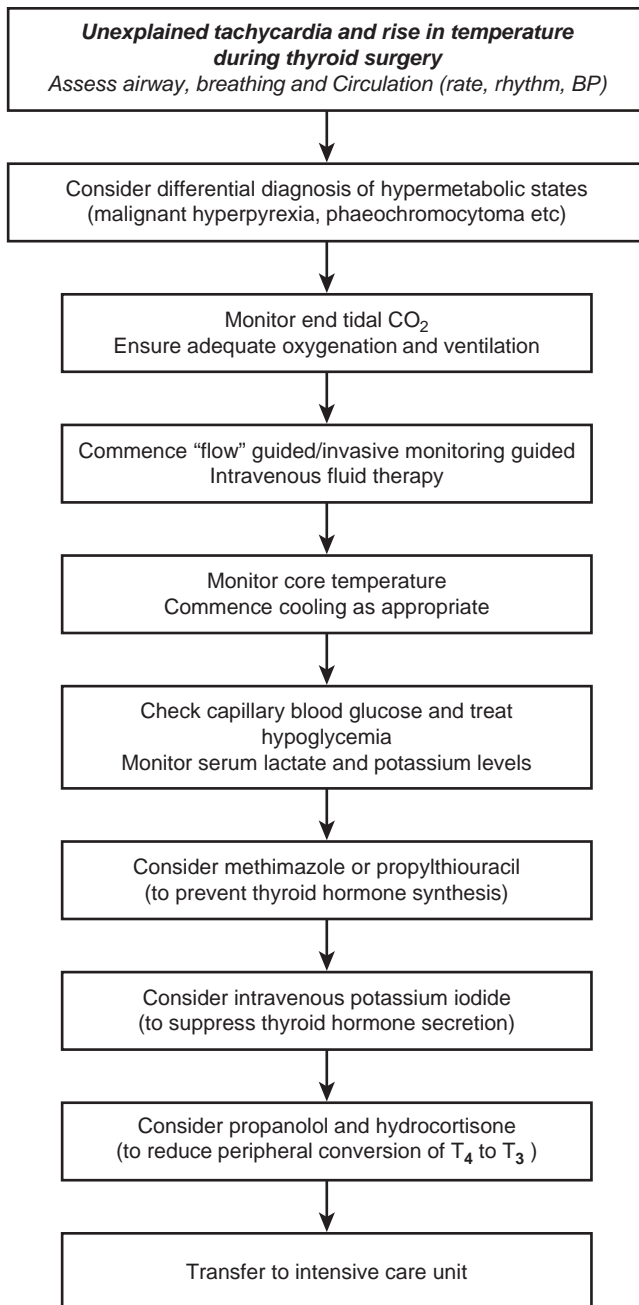 Unexplained tachycardia and rise in temperature
during thyroid surgery
Assess airway, breathing and Circulation (rate, rhythm, BP)
Consider differential diagnosis of hypermetabolic states
(malignant hyperpyrexia, phaeochromocytoma etc)
Monitor end tidal CO₂
Ensure adequate oxygenation and ventilation
Commence “flow” guided/invasive monitoring guided
Intravenous fluid therapy
Monitor core temperature
Commence cooling as appropriate
Check capillary blood glucose and treat
hypoglycemia
Monitor serum lactate and potassium levels
Consider methimazole or propylthiouracil
(to prevent thyroid hormone synthesis)
Consider intravenous potassium iodide
(to suppress thyroid hormone secretion)
Consider propanolol and hydrocortisone
(to reduce peripheral conversion of T₄ to T₃ )
Transfer to intensive care unit